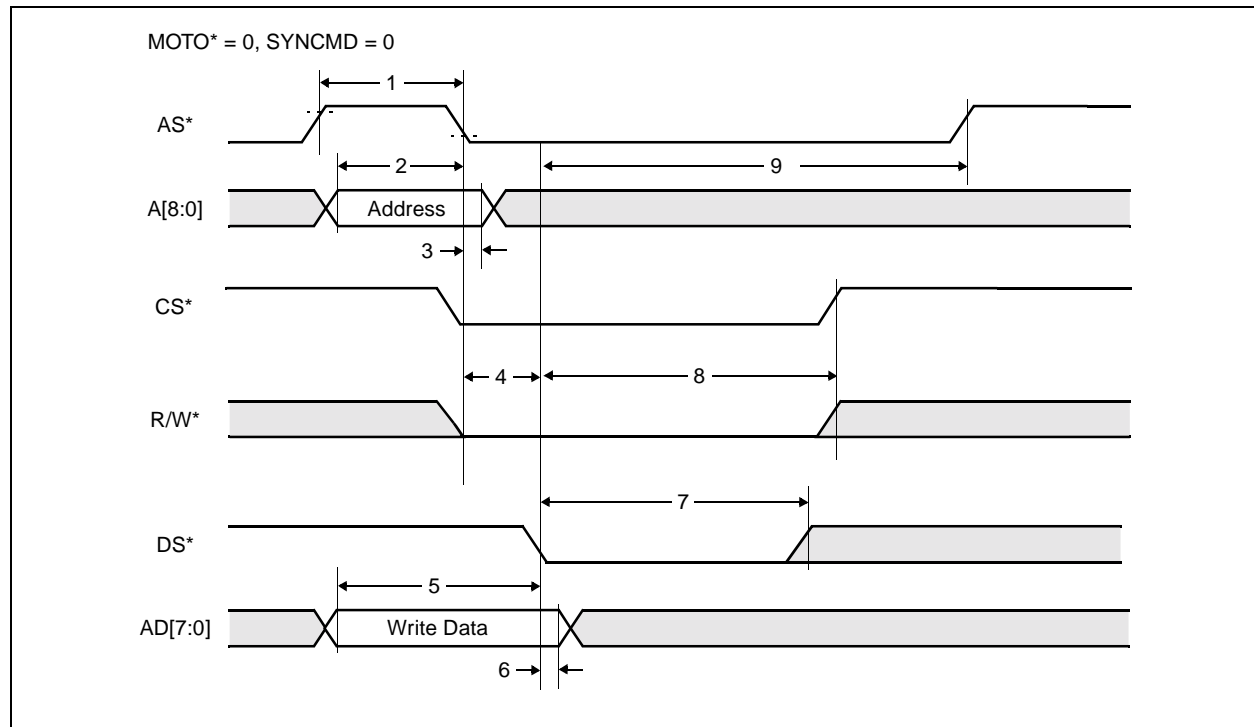 MOTO* = 0, SYNCMD = 0
1
AS*
2
9
A[8:0]
Address
3
CS*
4
8
R/W*
7
DS*
5
AD[7:0]
Write Data
6